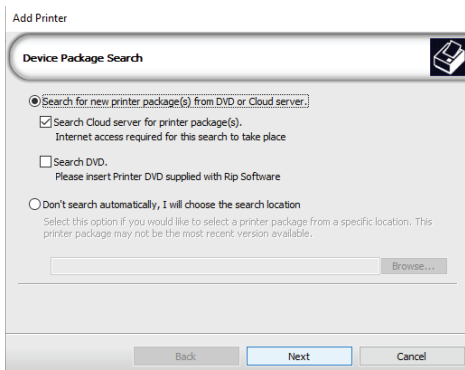 Add Printer
Device Package Search
Search for new printer package(s) from DVD or Cloud server.
Search Cloud server for printer package(s).
Internet access required for this search to take place
Search DVD.
Please insert Printer DVD supplied with Rip Software
Don't search automatically, I will choose the search location
Select this option if you would like to select a printer package from a specific location. This
printer package may not be the most recent version available.
Browse...
Back Next Cancel